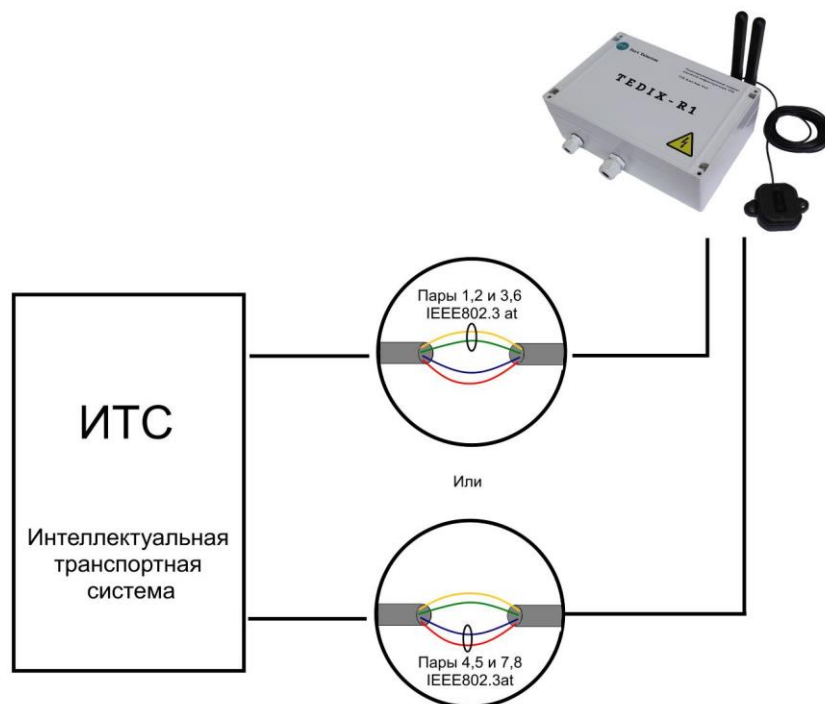 TEDIX-R1
Пары 1,2 и 3,6
IEEE802.3 at
ИТС
Или
Интеллектуальная
транспортная
система
Пары 4,5 и 7,8
IEEE802.3at